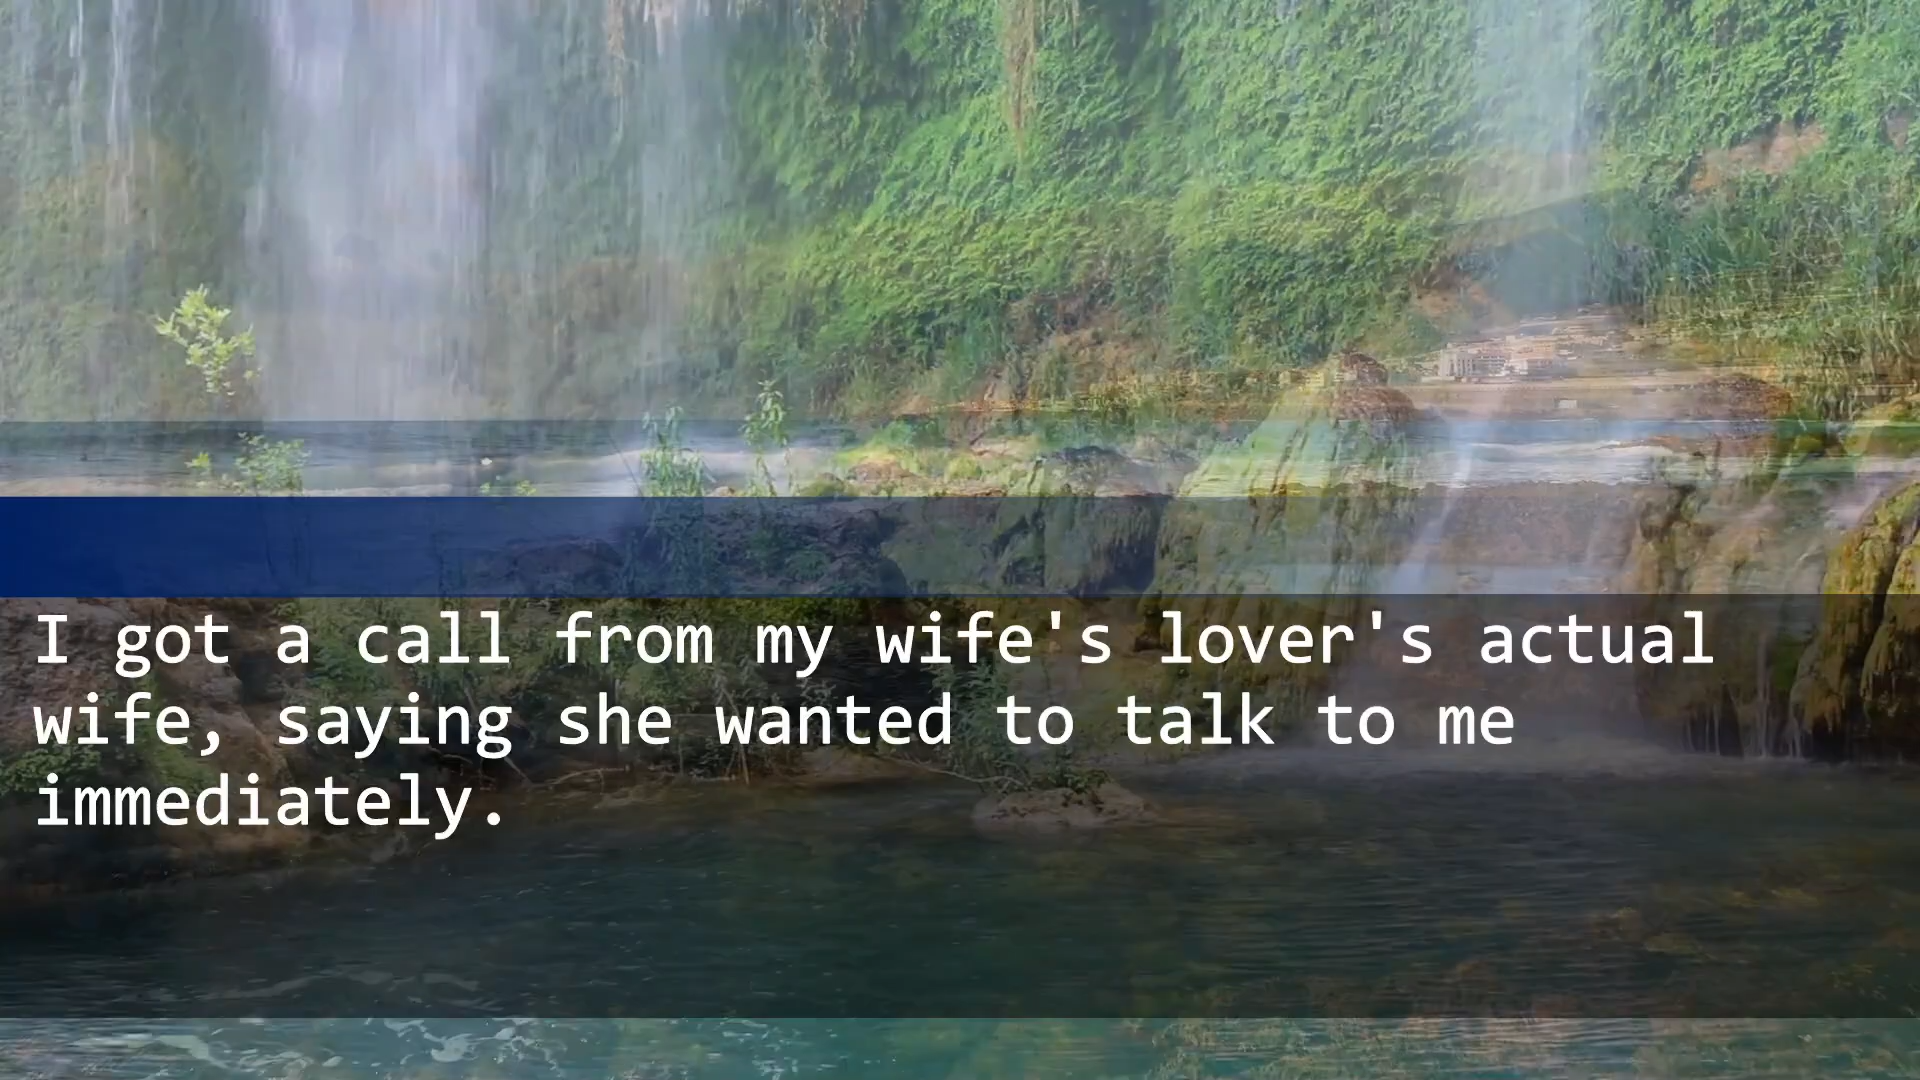 I got a call from my wife's lover's actual
wife, saying she wanted to talk to me
immediately.